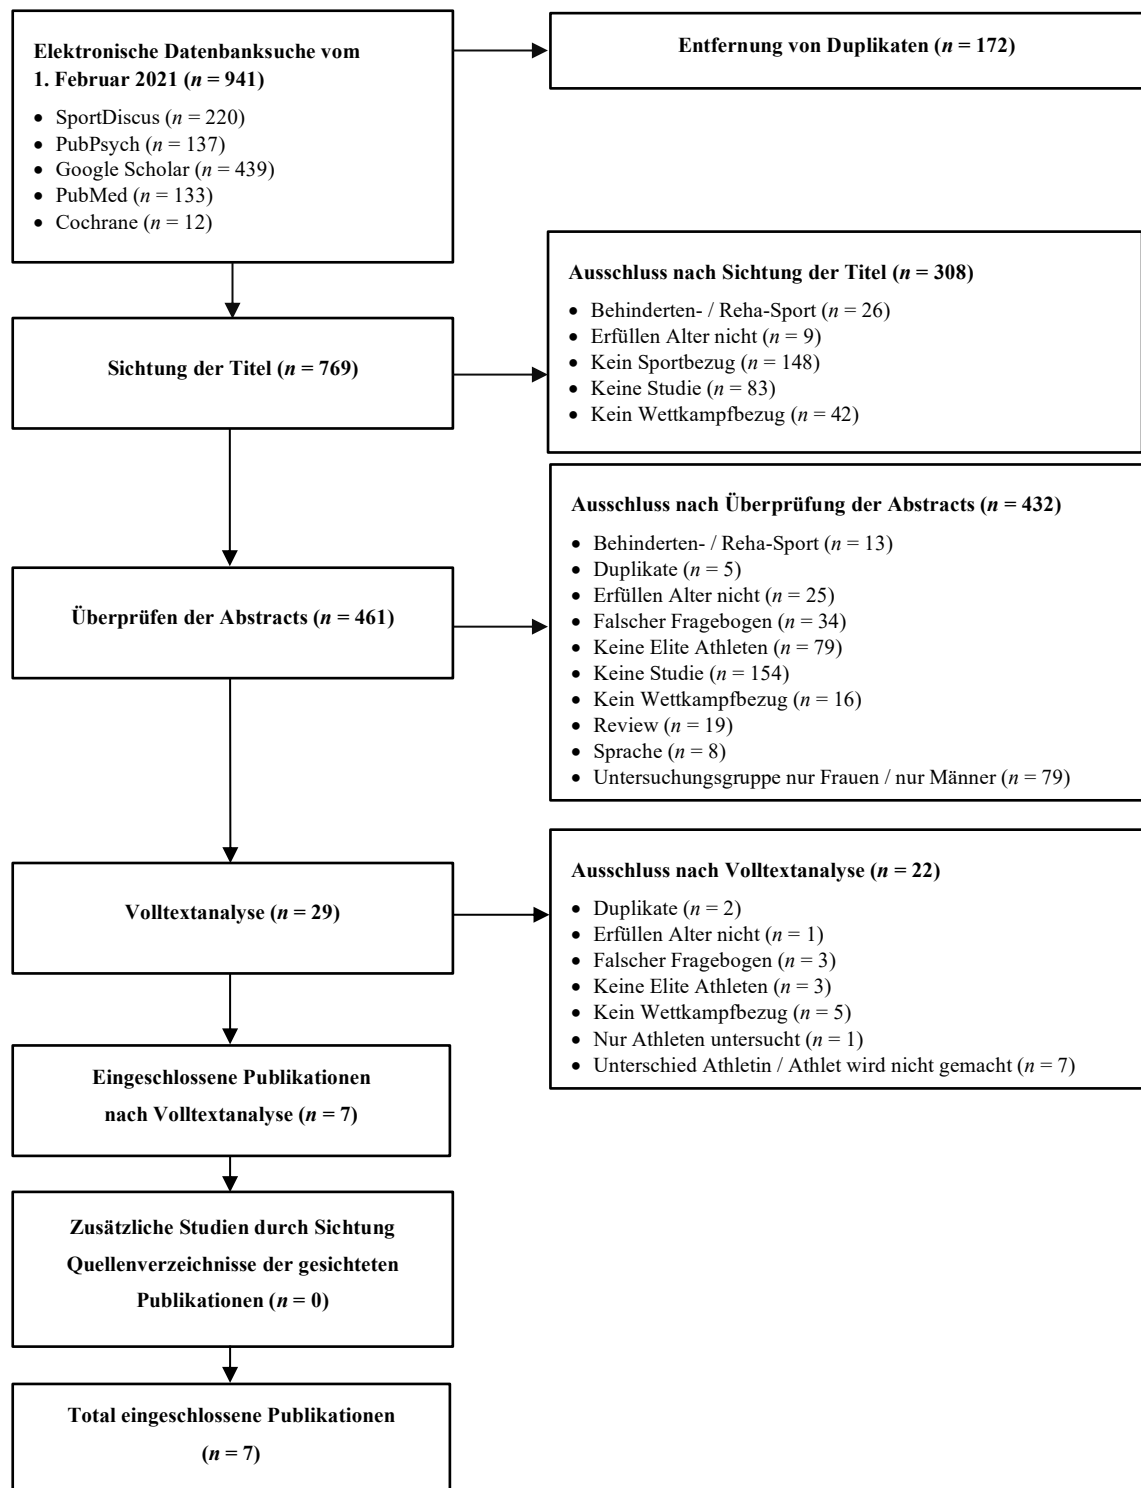 Elektronische Datenbanksuche vom
1. Februar 2021 (n = 941)
• SportDiscus (n = 220)
• PubPsych (n = 137)
• Google Scholar (n = 439)
• PubMed (n = 133)
• Cochrane (n = 12)
Entfernung von Duplikaten (n = 172)
Sichtung der Titel (n = 769)
Ausschluss nach Sichtung der Titel (n = 308)
• Behinderten- / Reha-Sport (n = 26)
• Erfüllen Alter nicht (n = 9)
• Kein Sportbezug (n = 148)
• Keine Studie (n = 83)
• Kein Wettkampfbezug (n = 42)
Überprüfen der Abstracts (n = 461)
Ausschluss nach Überprüfung der Abstracts (n = 432)
• Behinderten- / Reha-Sport (n = 13)
• Duplikate (n = 5)
• Erfüllen Alter nicht (n = 25)
• Falscher Fragebogen (n = 34)
• Keine Elite Athleten (n = 79)
• Keine Studie (n = 154)
• Kein Wettkampfbezug (n = 16)
• Review (n = 19)
• Sprache (n = 8)
• Untersuchungsgruppe nur Frauen / nur Männer (n = 79)
Volltextanalyse (n = 29)
Ausschluss nach Volltextanalyse (n = 22)
• Duplikate (n = 2)
• Erfüllen Alter nicht (n = 1)
• Falscher Fragebogen (n = 3)
• Keine Elite Athleten (n = 3)
• Kein Wettkampfbezug (n = 5)
• Nur Athleten untersucht (n = 1)
• Unterschied Athletin / Athlet wird nicht gemacht (n = 7)
Eingeschlossene Publikationen
nach Volltextanalyse (n = 7)
Zusätzliche Studien durch Sichtung
Quellenverzeichnisse der gesichteten
Publikationen (n = 0)
Total eingeschlossene Publikationen
(n = 7)